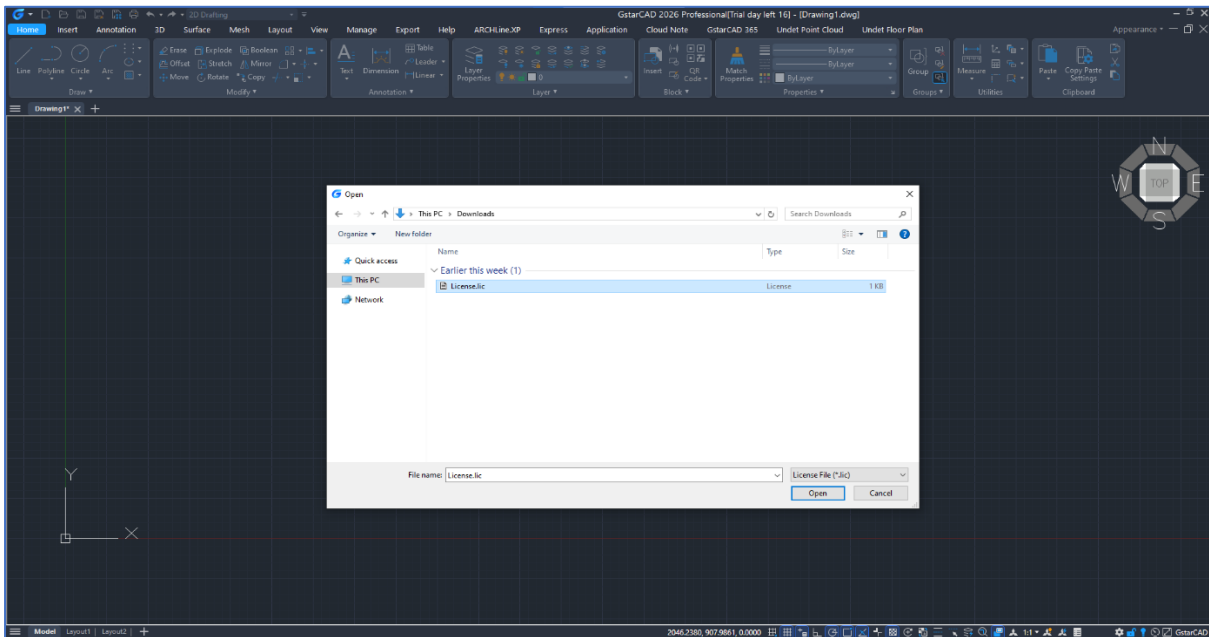 2D Drafting
GstarCAD 2026 Professional[Trial day left 16] - [Drawing1.dwg]
Home Insert Annotation 3D Surface Mesh Layout View Manage Export Help ARCHLine.XP Express Application Cloud Note GstarCAD 365 Undet Point Cloud Undet Floor Plan Appearance
Erase Explode Boolean Table ByLayer
Offset Stretch Mirror Leader ByLayer
Line Polyline Circle Arc Move Rotate Copy Text Dimension Linear Layer Properties 0 Insert QR Code Match Properties ByLayer Group Measure Paste Copy Paste Settings
Draw Modify Annotation Layer Block Properties Groups Utilities Clipboard
Drawing1*
N
W TOP E
S
Open
This PC > Downloads Search Downloads
Organize New folder
Name Type Size
Quick access
Earlier this week (1)
This PC
License.lic License 1 KB
Network
File name: License.lic License File (*.lic)
Open Cancel
Y
X
Model Layout1 Layout2 2046.2380, 907.9861, 0.0000 1:1 GstarCAD